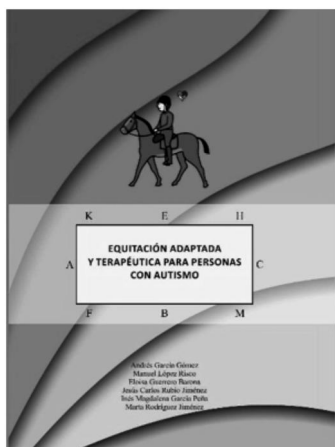 K E H
EQUITACIÓN ADAPTADA
A Y TERAPÉUTICA PARA PERSONAS C
CON AUTISMO
F B M
Andrés García Gómez
Manuel López Risco
Eloísa Guerrero Barona
Jesús Carlos Rubio Jiménez
Inés Magdalena García Peña
Marta Rodríguez Jiménez